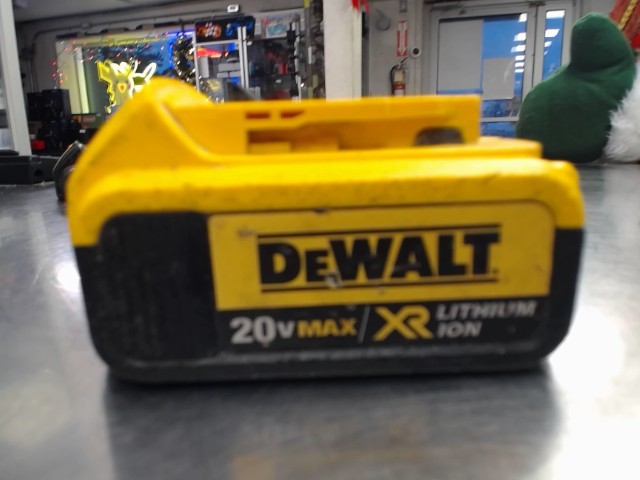 DEWALT
20V MAX / XR LITHIUM
ION